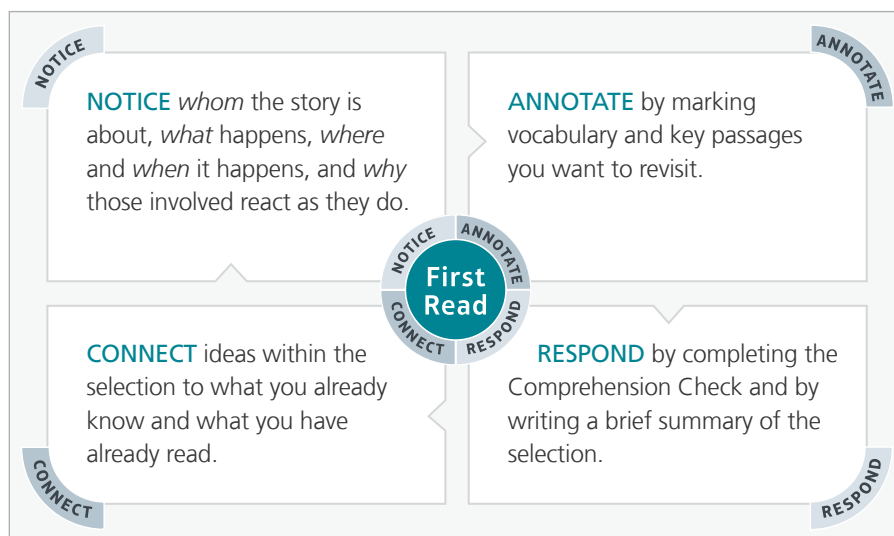 NOTICE
NOTICE whom the story is
about, what happens, where
and when it happens, and why
those involved react as they do.
ANNOTATE
ANNOTATE by marking
vocabulary and key passages
you want to revisit.
NOTICE
ANNOTATE
First
Read
CONNECT
RESPOND
CONNECT ideas within the
selection to what you already
know and what you have
already read.
CONNECT
RESPOND by completing the
Comprehension Check and by
writing a brief summary of the
selection.
RESPOND